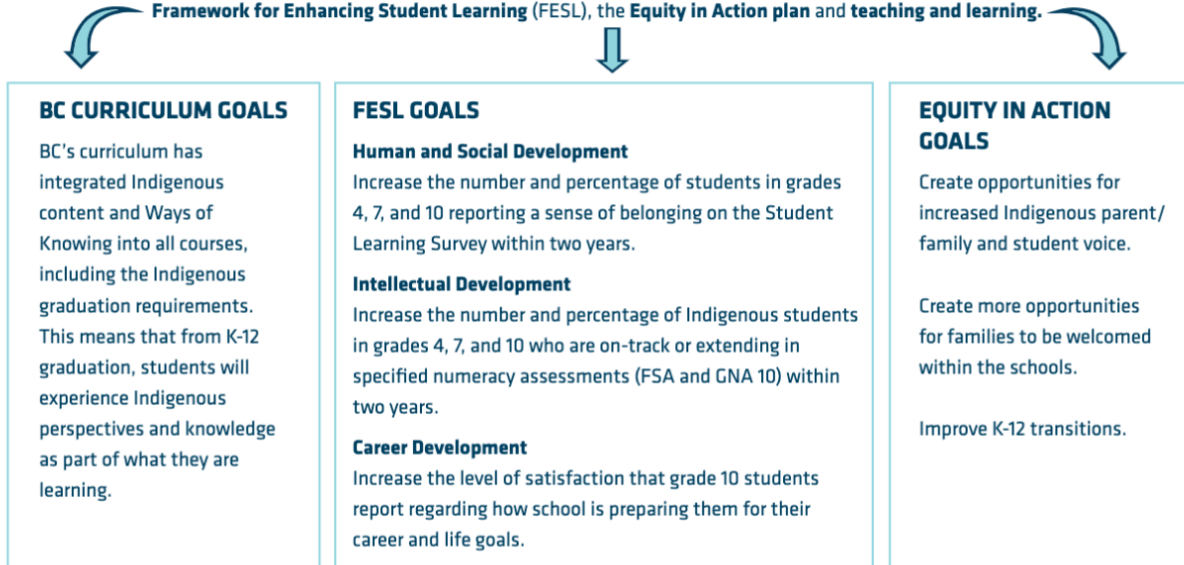 Framework for Enhancing Student Learning (FESL), the Equity in Action plan and teaching and learning.
BC CURRICULUM GOALS
BC's curriculum has
integrated Indigenous
content and Ways of
Knowing into all courses,
including the Indigenous
graduation requirements.
This means that from K-12
graduation, students will
experience Indigenous
perspectives and knowledge
as part of what they are
learning.
FESL GOALS
Human and Social Development
Increase the number and percentage of students in grades
4, 7, and 10 reporting a sense of belonging on the Student
Learning Survey within two years.
Intellectual Development
Increase the number and percentage of Indigenous students
in grades 4, 7, and 10 who are on-track or extending in
specified numeracy assessments (FSA and GNA 10) within
two years.
Career Development
Increase the level of satisfaction that grade 10 students
report regarding how school is preparing them for their
career and life goals.
EQUITY IN ACTION
GOALS
Create opportunities for
increased Indigenous parent/
family and student voice.
Create more opportunities
for families to be welcomed
within the schools.
Improve K-12 transitions.